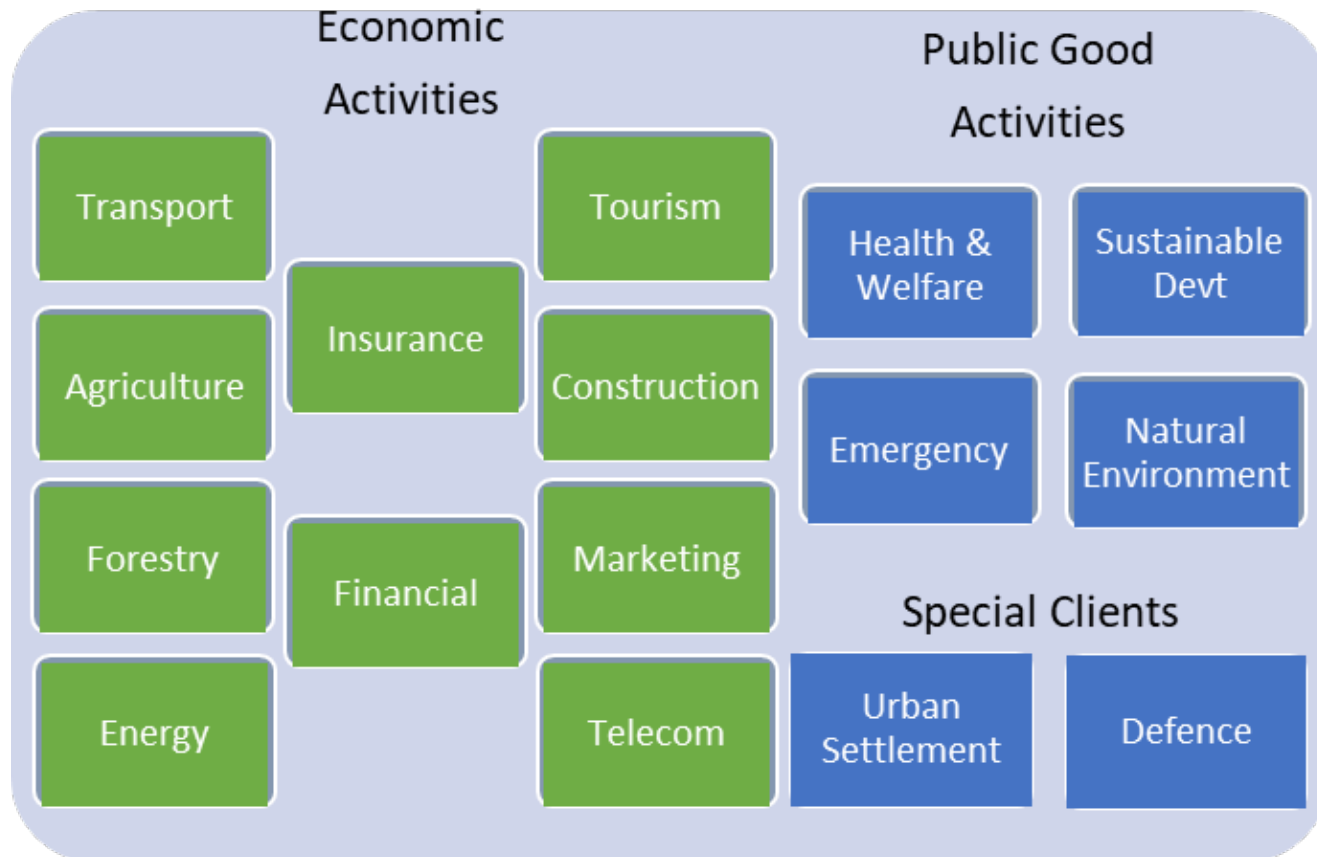 Economic
Activities
Transport
Agriculture
Forestry
Energy
Insurance
Financial
Tourism
Construction
Marketing
Telecom
Public Good
Activities
Health &
Welfare
Sustainable
Devt
Emergency
Natural
Environment
Special Clients
Urban
Settlement
Defence